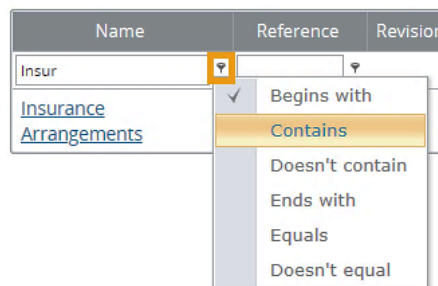 Name Reference Revision
Insur
Insurance
Arrangements
Begins with
Contains
Doesn't contain
Ends with
Equals
Doesn't equal